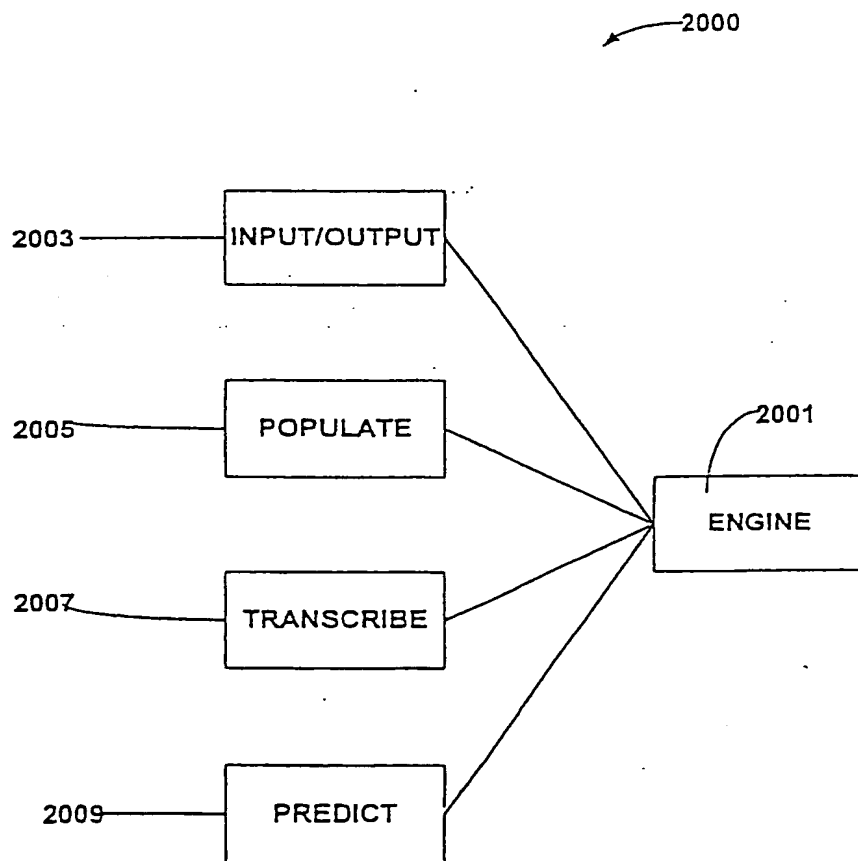 2000
2003
INPUT/OUTPUT
2005
POPULATE
2001
ENGINE
2007
TRANSCRIBE
2009
PREDICT